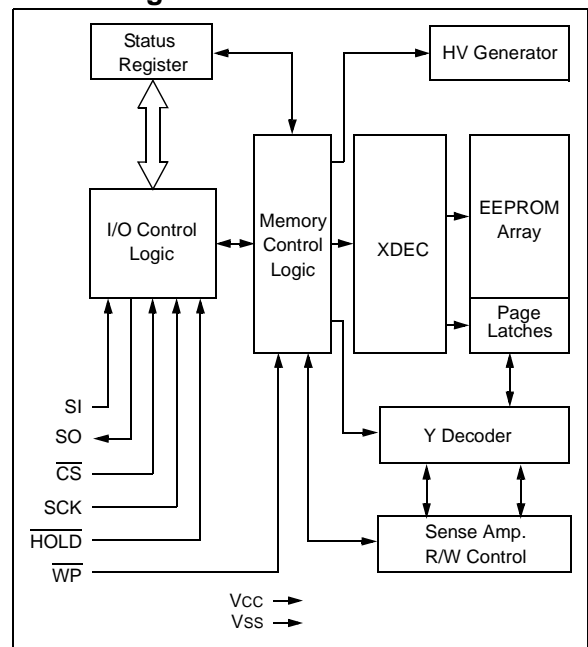 Status
Register
HV Generator
I/O Control
Logic
Memory
Control
Logic
XDEC
EEPROM
Array
Page
Latches
SI
SO
CS
SCK
HOLD
WP
Y Decoder
Sense Amp.
R/W Control
VCC
VSS